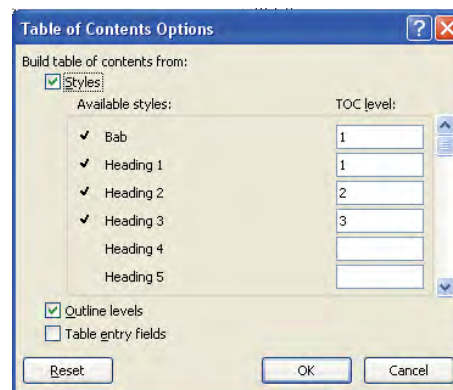 Table of Contents Options
Build table of contents from:
Styles
Available styles: TOC level:
Bab 1
Heading 1 1
Heading 2 2
Heading 3 3
Heading 4
Heading 5
Outline levels
Table entry fields
Reset OK Cancel